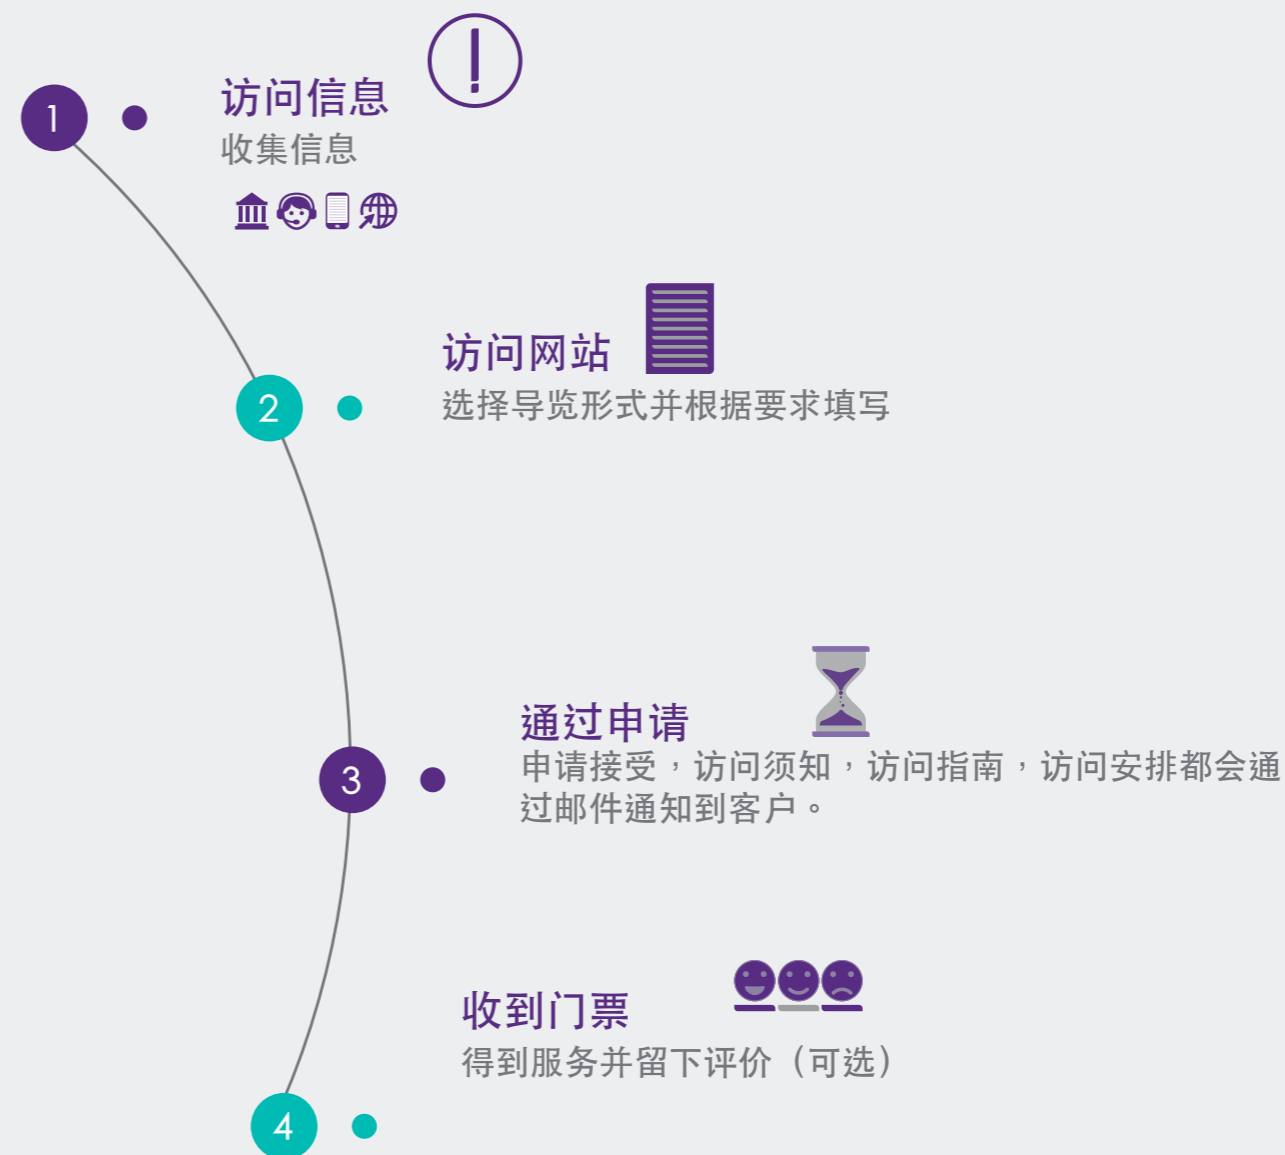 1
访问信息
收集信息
2
访问网站
选择导览形式并根据要求填写
3
通过申请
申请接受，访问须知，访问指南，访问安排都会通
过邮件通知到客户。
收到门票
得到服务并留下评价（可选）
4